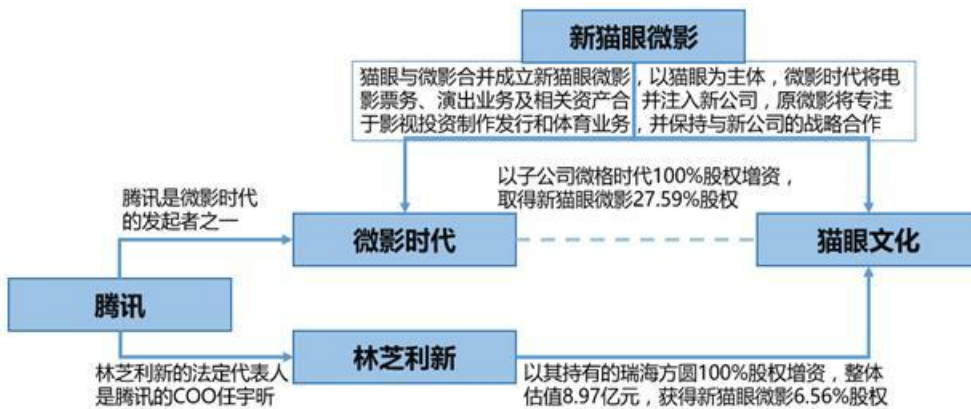 新猫眼微影
猫眼与微影合并成立新猫眼微影，以猫眼为主体，微影时代将电
影票务、演出业务及相关资产合 并注入新公司，原微影将专注
于影视投资制作发行和体育业务，并保持与新公司的战略合作
以子公司微格时代100%股权增资，
取得新猫眼微影27.59%股权
腾讯是微影时代
的发起者之一
微影时代
猫眼文化
腾讯
林芝利新
林芝利新的法定代表人
是腾讯的COO任宇昕
以其持有的瑞海方圆100%股权增资，整体
估值8.97亿元，获得新猫眼微影6.56%股权